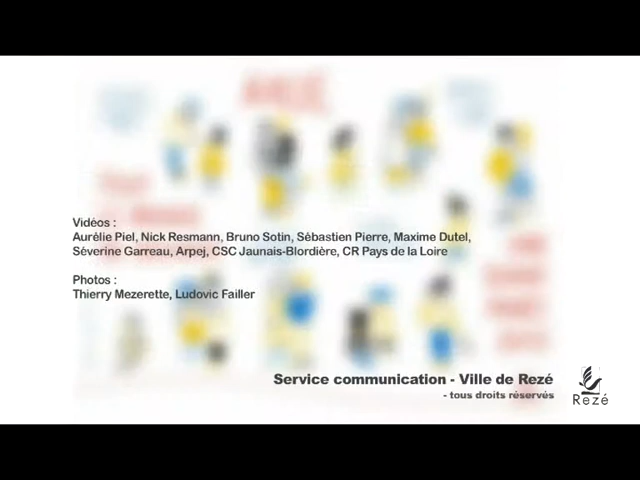 Vidéos :
Aurélie Piel, Nick Resmann, Bruno Sotin, Sébastien Pierre, Maxime Dutel,
Séverine Garreau, Arpej, CSC Jaunais-Blordière, CR Pays de la Loire
Photos :
Thierry Mezerette, Ludovic Failler
Service communication - Ville de Rezé
- tous droits réservés
Rezé